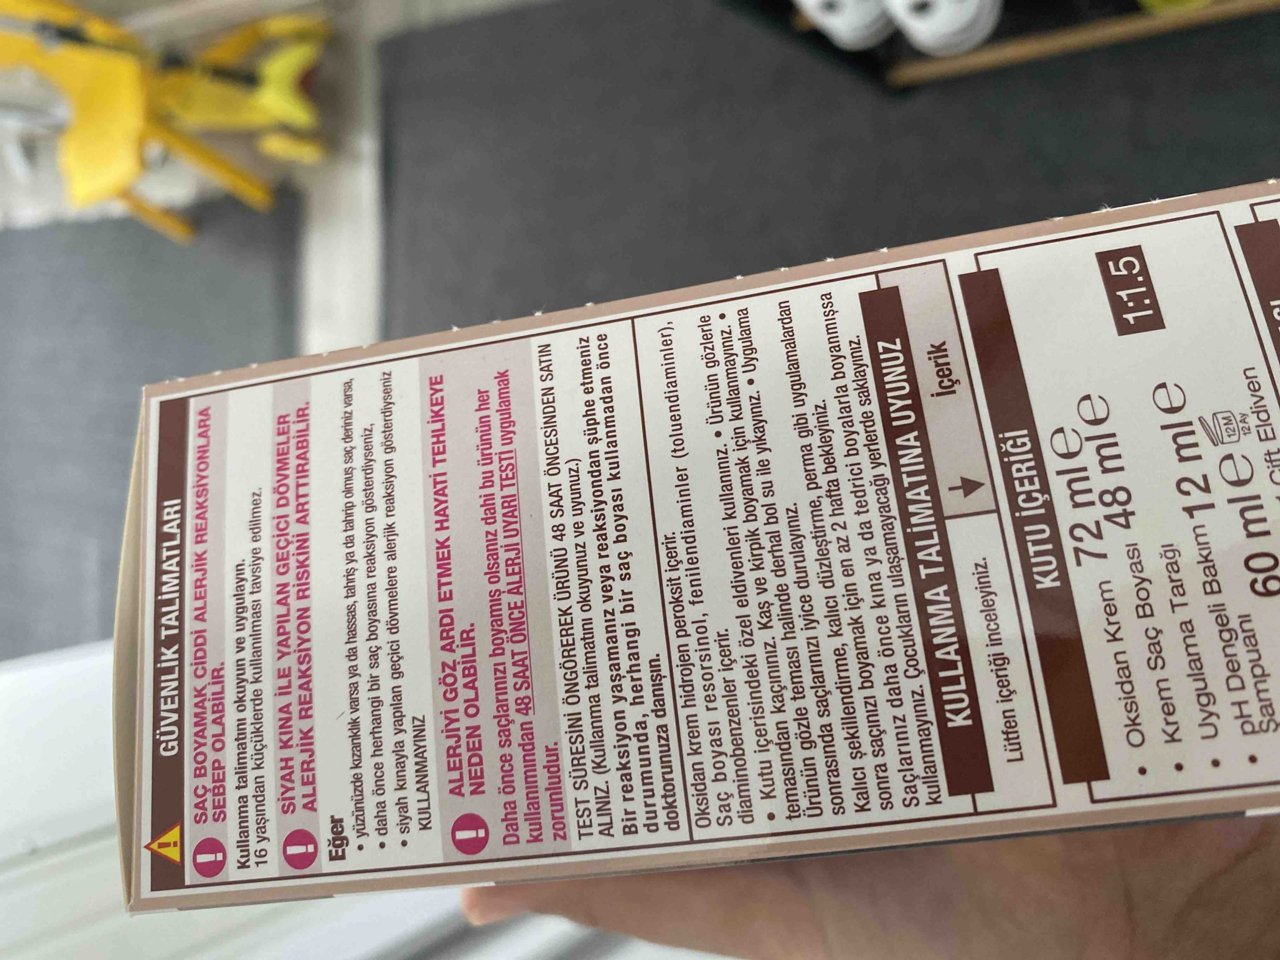 GÜVENLİK TALİMATLARI
SAÇ BOYAMAK CİDDİ ALERJİK REAKSİYONLARA
SEBEP OLABİLİR.
Kullanma talimatını okuyun ve uygulayın.
16 yaşından küçüklerde kullanılması tavsiye edilmez.
SİYAH KINA İLE YAPILAN GEÇİCİ DÖVMELER
ALERJİK REAKSİYON RİSKİNİ ARTTIRABİLİR.
Eğer
• yüzünüzde kızarıklık varsa ya da hassas, tahriş ya da tahrip olmuş saç deriniz varsa,
• daha önce herhangi bir saç boyasına reaksiyon gösterdiyseniz,
• siyah kınayla yapılan geçici dövmelere alerjik reaksiyon gösterdiyseniz
KULLANMAYINIZ
ALERJİYİ GÖZ ARDI ETMEK HAYATİ TEHLİKEYE
NEDEN OLABİLİR.
Daha önce saçlarınızı boyamış olsanız dahi bu ürünün her
kullanımından 48 SAAT ÖNCE ALERJİ UYARI TESTİ uygulamak
zorunludur.
TEST SÜRESİNİ ÖNGÖREREK ÜRÜNÜ 48 SAAT ÖNCESİNDEN SATIN
ALINIZ. (Kullanma talimatını okuyunuz ve uyunuz.)
Bir reaksiyon yaşamanız veya reaksiyondan şüphe etmeniz
durumunda, herhangi bir saç boyası kullanmadan önce
doktorunuza danışın.
Oksidan krem hidrojen peroksit içerir.
Saç boyası resorsinol, fenilendiaminler (toluendiaminler),
diaminobenzenler içerir.
• Kutu içerisindeki özel eldivenleri kullanınız. • Ürünün gözlerle
temasından kaçınınız. Kaş ve kirpik boyamak için kullanmayınız. •
Ürünün gözle teması halinde derhal bol su ile yıkayınız. • Uygulama
sonrasında saçlarınızı iyice durulayınız.
Kalıcı şekillendirme, kalıcı düzleştirme, perma gibi uygulamalardan
sonra saçınızı boyamak için en az 2 hafta bekleyiniz.
Saçlarınız daha önce kına ya da tedrici boyalarla boyanmışsa
kullanmayınız. Çocukların ulaşamayacağı yerlerde saklayınız.
KULLANMA TALİMATINA UYUNUZ
Lütfen içeriği inceleyiniz.
İçerik
KUTU İÇERİĞİ
• Oksidan Krem 72 ml ℮
• Krem Saç Boyası 48 ml ℮
1:1.5
• Uygulama Tarağı
• pH Dengeli Bakım 12 ml ℮
Şampuanı 60 ml ℮
12M
12 Ay
Çift Eldiven